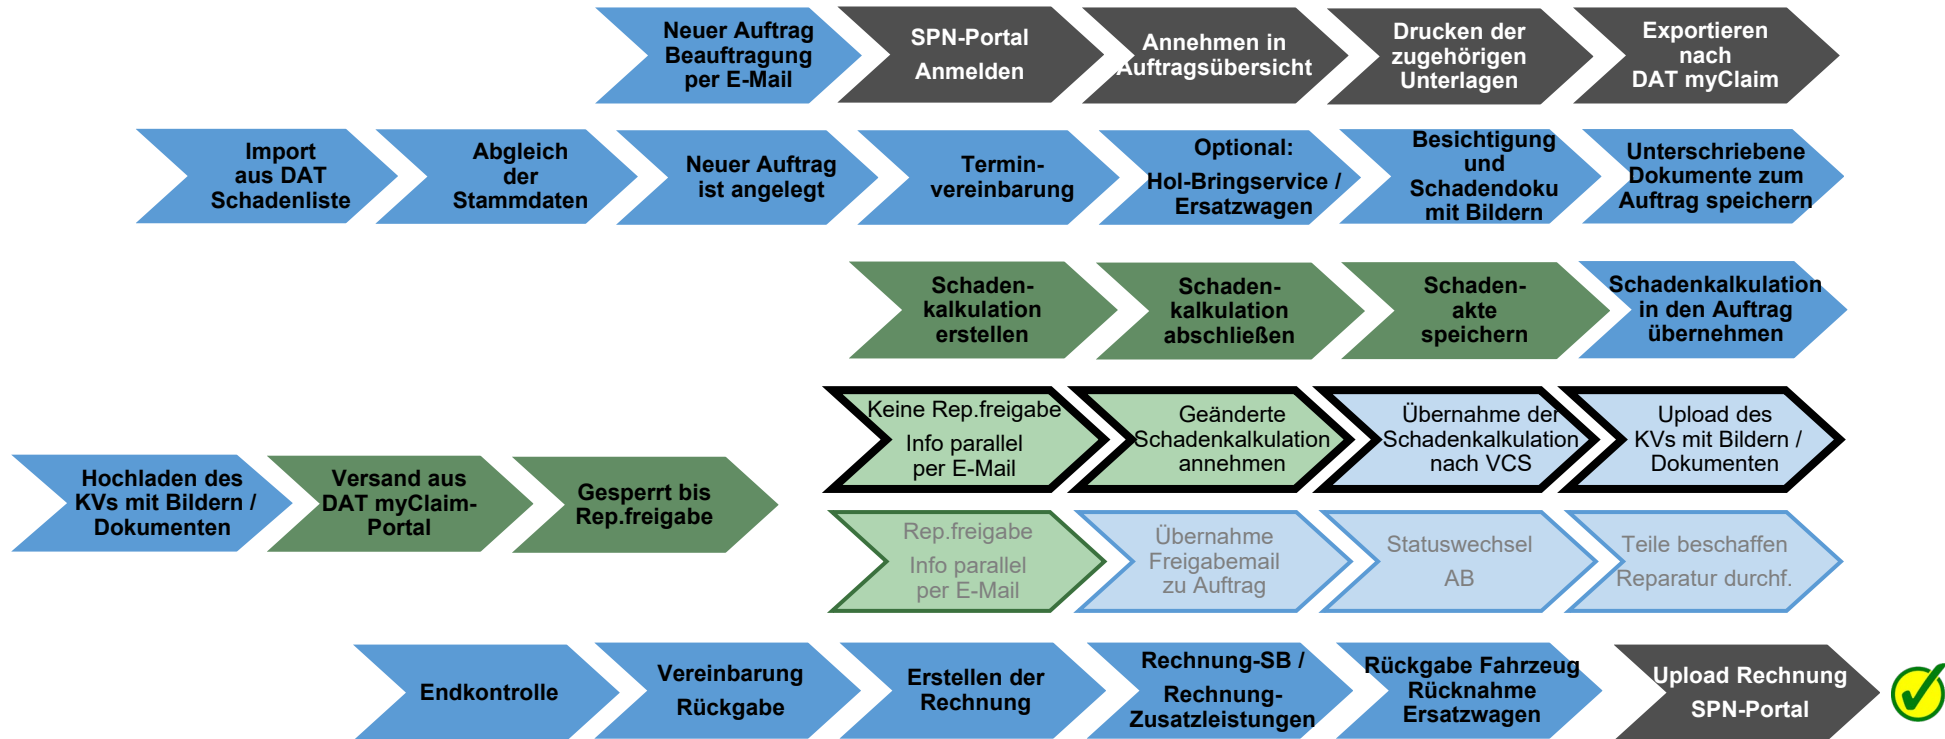 Neuer Auftrag
Beauftragung
per E-Mail
SPN-Portal
Anmelden
Annehmen in
Auftragsübersicht
Drucken der
zugehörigen
Unterlagen
Exportieren
nach
DAT myClaim
Import
aus DAT
Schadenliste
Abgleich
der
Stammdaten
Neuer Auftrag
ist angelegt
Termin-
vereinbarung
Optional:
Hol-Bringservice /
Ersatzwagen
Besichtigung
und
Schadendoku
mit Bildern
Unterschriebene
Dokumente zum
Auftrag speichern
Schaden-
kalkulation
erstellen
Schaden-
kalkulation
abschließen
Schaden-
akte
speichern
Schadenkalkulation
in den Auftrag
übernehmen
Hochladen des
KVs mit Bildern /
Dokumenten
Versand aus
DAT myClaim-
Portal
Gesperrt bis
Rep.freigabe
Keine Rep.freigabe
Info parallel
per E-Mail
Geänderte
Schadenkalkulation
annehmen
Übernahme der
Schadenkalkulation
nach VCS
Upload des
KVs mit Bildern /
Dokumenten
Rep.freigabe
Info parallel
per E-Mail
Übernahme
Freigabemail
zu Auftrag
Statuswechsel
AB
Teile beschaffen
Reparatur durchf.
Endkontrolle
Vereinbarung
Rückgabe
Erstellen der
Rechnung
Rechnung-SB /
Rechnung-
Zusatzleistungen
Rückgabe Fahrzeug
Rücknahme
Ersatzwagen
Upload Rechnung
SPN-Portal